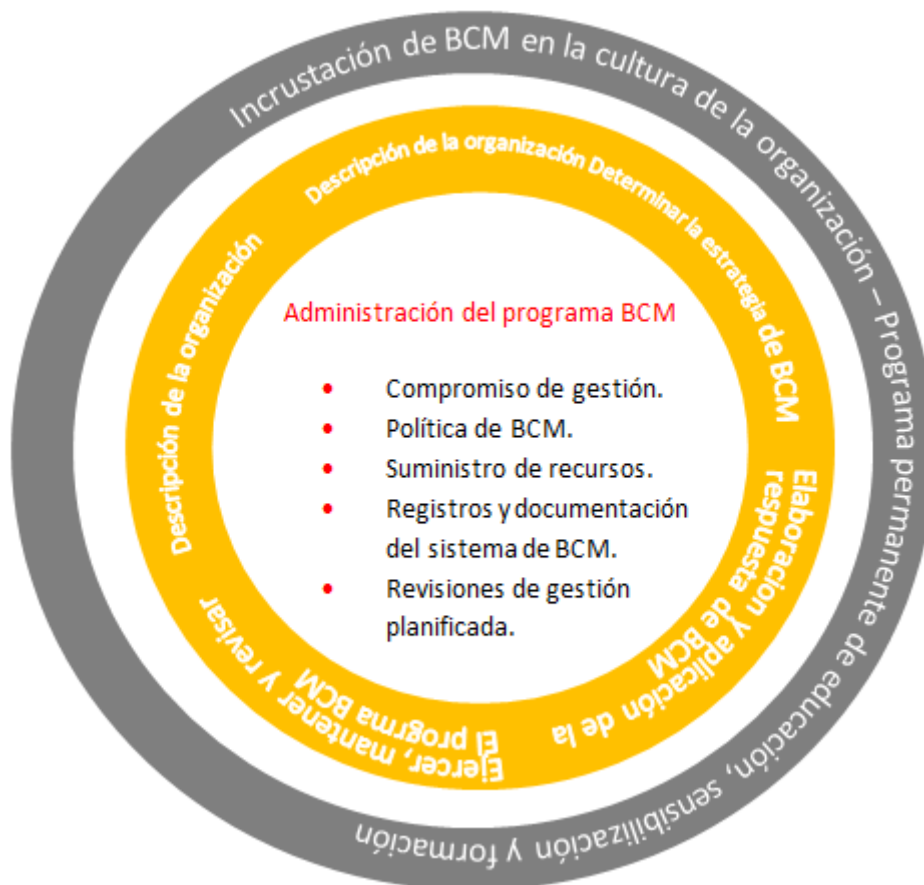 Incrustación de BCM en la cultura de la organización – Programa permanente de educación, sensibilización y formación
Descripción de la organización Determinar la estrategia de BCM
Elaboracion y aplicación de la
respuesta de BCM
Ejercer, mantener y revisar
El progrma BCM
Descripción de la organización
Administración del programa BCM
• Compromiso de gestión.
• Política de BCM.
• Suministro de recursos.
• Registros y documentación
del sistema de BCM.
• Revisiones de gestión
planificada.